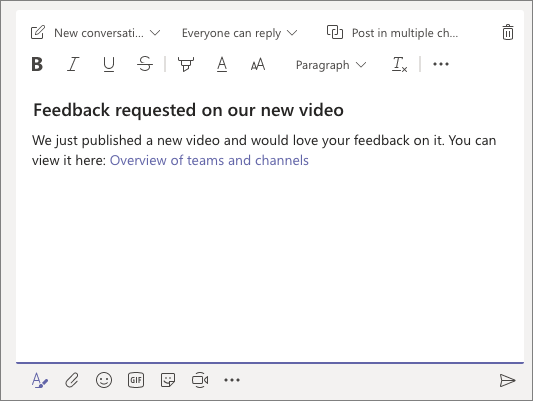 New conversati... Everyone can reply Post in multiple ch...
B I U S A AA Paragraph Tx ...
Feedback requested on our new video
We just published a new video and would love your feedback on it. You can
view it here: Overview of teams and channels
A GIF ...